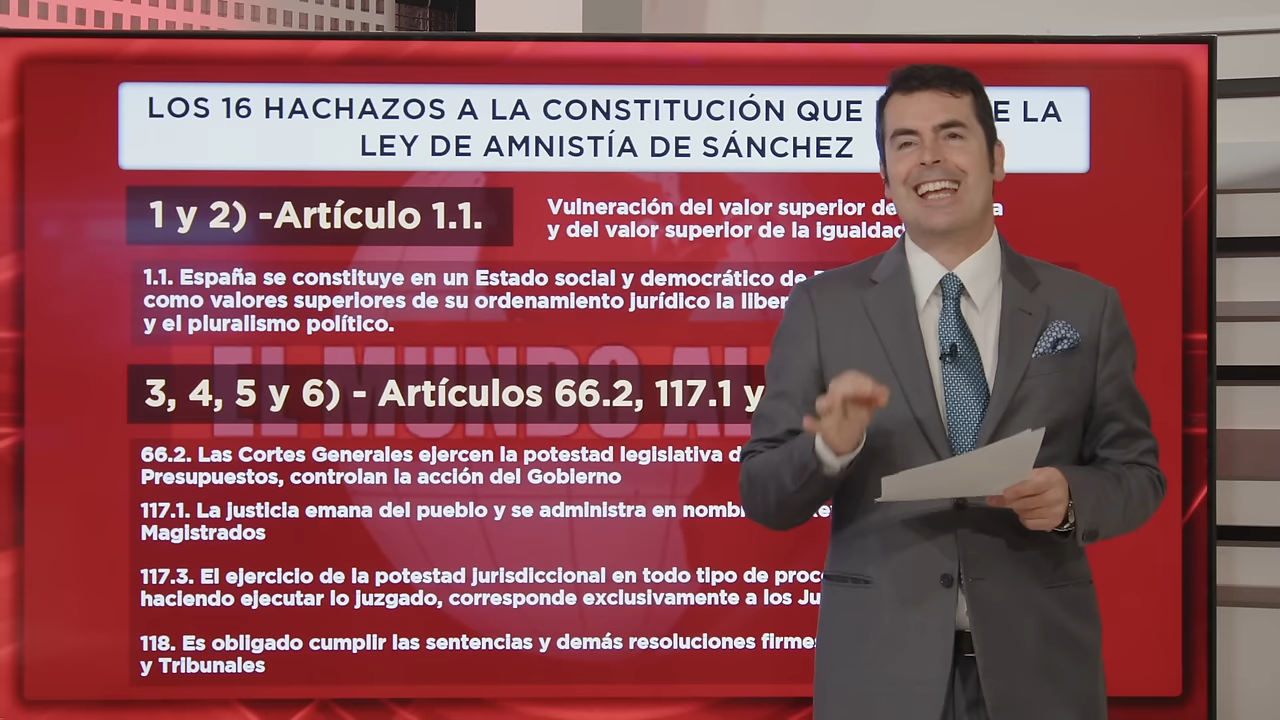 LOS 16 HACHAZOS A LA CONSTITUCIÓN QUE E LA
LEY DE AMNISTÍA DE SÁNCHEZ
1 y 2) -Artículo 1.1.
Vulneración del valor superior de a
y del valor superior de la igualdad
1.1. España se constituye en un Estado social y democrático de
como valores superiores de su ordenamiento jurídico la liber
y el pluralismo político.
3, 4, 5 y 6) - Artículos 66.2, 117.1 y
EL MUNDO AL
66.2. Las Cortes Generales ejercen la potestad legislativa d
Presupuestos, controlan la acción del Gobierno
117.1. La justicia emana del pueblo y se administra en nomb
Magistrados
117.3. El ejercicio de la potestad jurisdiccional en todo tipo de proc
haciendo ejecutar lo juzgado, corresponde exclusivamente a los Ju
118. Es obligado cumplir las sentencias y demás resoluciones firmes
y Tribunales